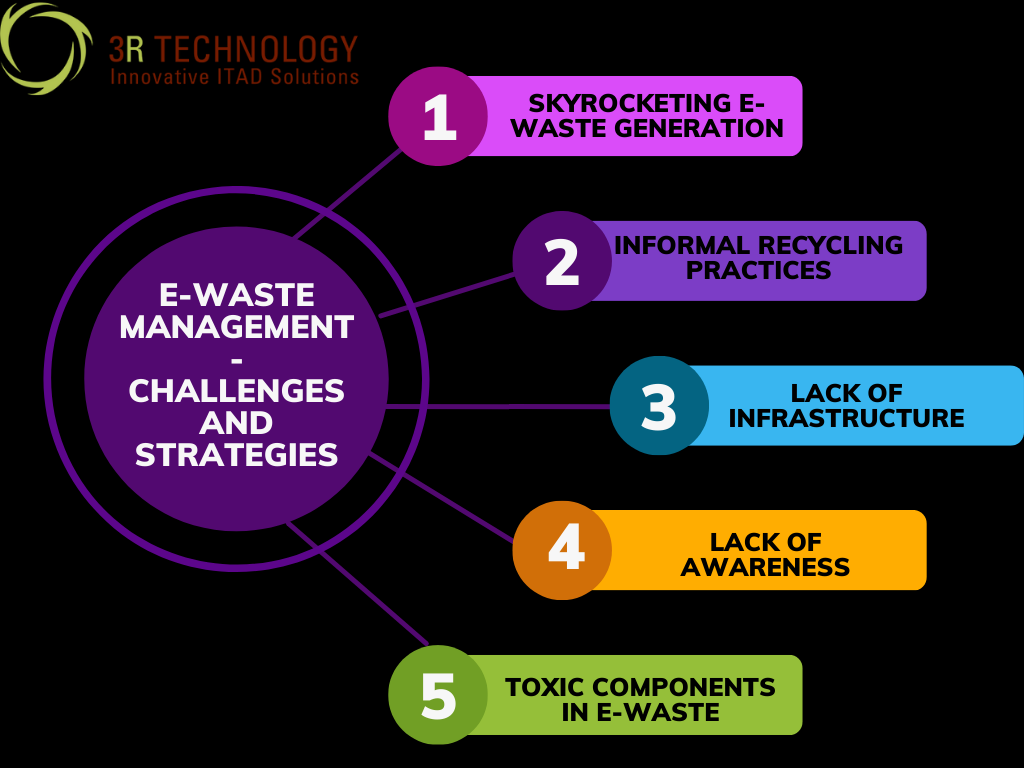 3R TECHNOLOGY
Innovative ITAD Solutions
1
SKYROCKETING E-
WASTE GENERATION
2
INFORMAL RECYCLING
PRACTICES
E-WASTE
MANAGEMENT
-
CHALLENGES
AND
STRATEGIES
3
LACK OF
INFRASTRUCTURE
4
LACK OF
AWARENESS
5
TOXIC COMPONENTS
IN E-WASTE